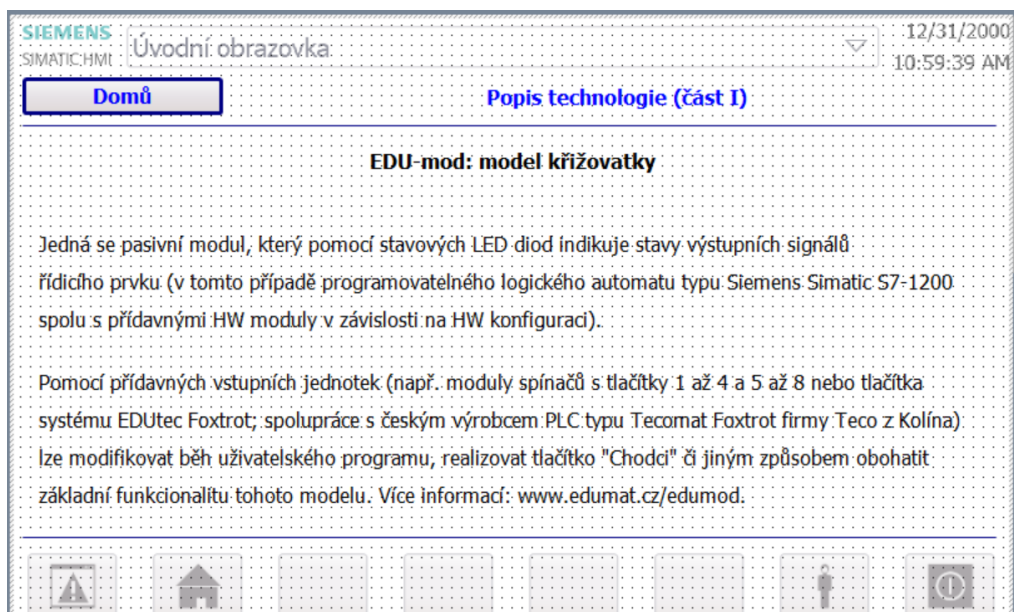 SIEMENS
SIMATIC HMI
Úvodní obrazovka
12/31/2000
10:59:39 AM
Domů
Popis technologie (část I)
EDU-mod: model křižovatky
Jedná se pasivní modul, který pomocí stavových LED diod indikuje stavy výstupních signálů
řídicího prvku (v tomto případě programovatelného logického automatu typu Siemens Simatic S7-1200
spolu s přídavnými HW moduly v závislosti na HW konfiguraci).
Pomocí přídavných vstupních jednotek (např. moduly spínačů s tlačítky 1 až 4 a 5 až 8 nebo tlačítka
systému EDUtec Foxtrot; spolupráce s českým výrobcem PLC typu Tecomat Foxtrot firmy Teco z Kolína)
lze modifikovat běh uživatelského programu, realizovat tlačítko "Chodci" či jiným způsobem obohatit
základní funkcionalitu tohoto modelu. Více informací: www.edumat.cz/edumod.